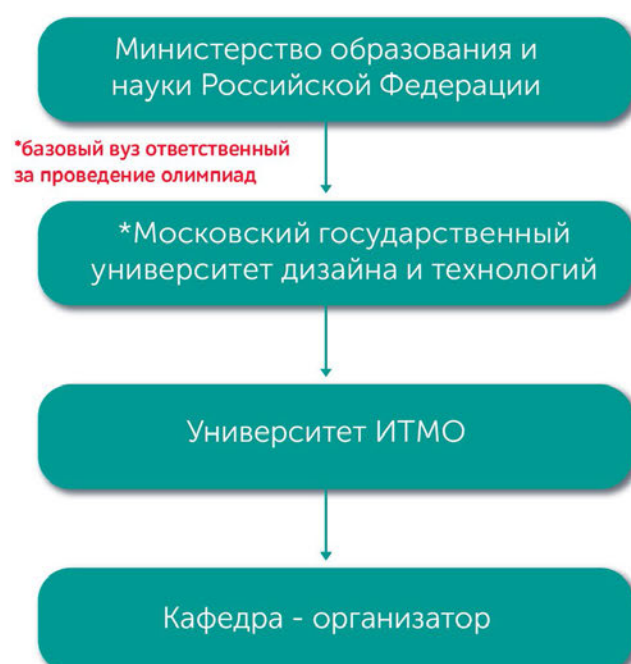 Министерство образования и
науки Российской Федерации
*базовый вуз ответственный
за проведение олимпиад
*Московский государственный
университет дизайна и технологий
Университет ИТМО
Кафедра - организатор